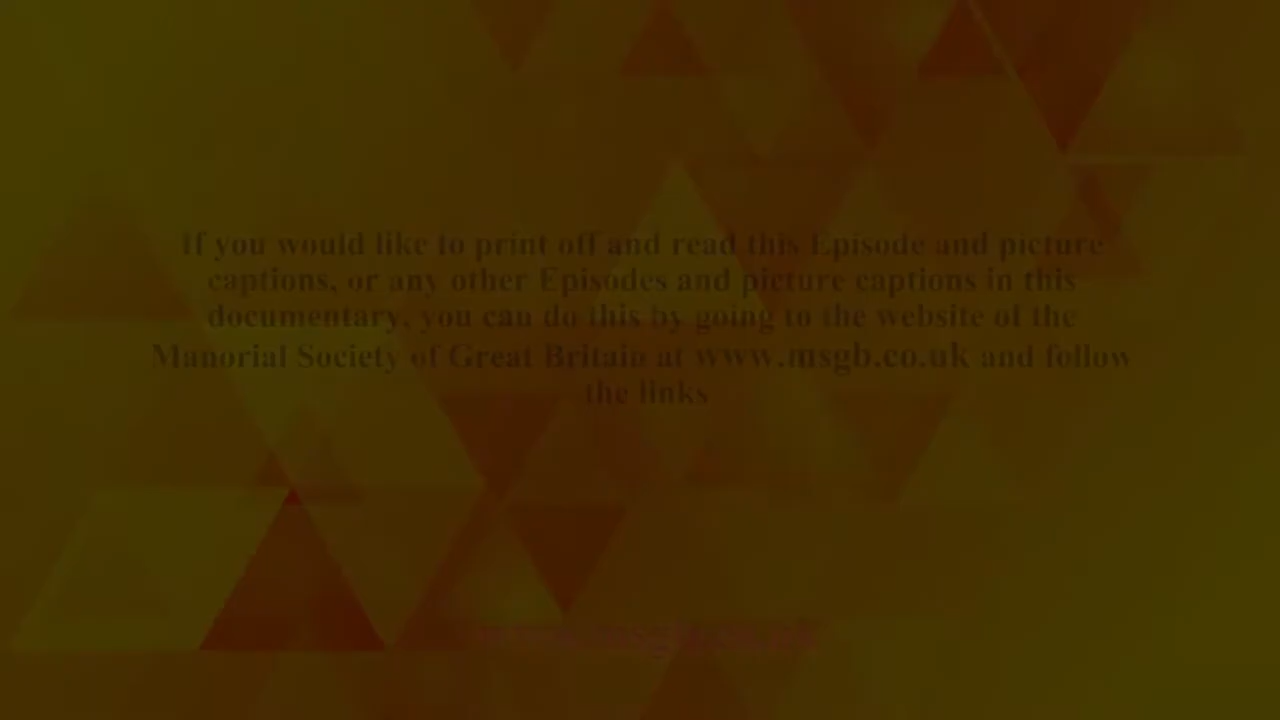 If you would like to print off and read this Episode and picture
captions, or any other Episodes and picture captions in this
documentary, you can do this by going to the website of the
Manorial Society of Great Britain at www.msgb.co.uk and follow
the links